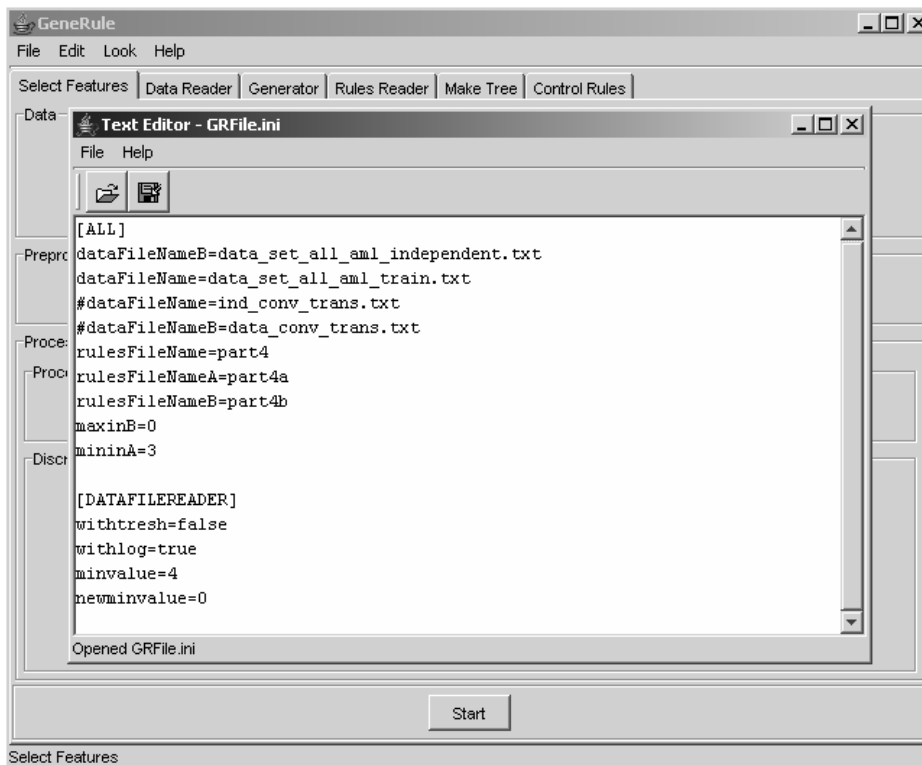 GeneRule
File Edit Look Help
Select Features Data Reader Generator Rules Reader Make Tree Control Rules
Data
Text Editor - GRFile.ini
File Help
[ALL]
dataFileNameB=data_set_all_aml_independent.txt
Prepro
dataFileName=data_set_all_aml_train.txt
#dataFileName=ind_conv_trans.txt
#dataFileNameB=data_conv_trans.txt
Proce
rulesFileName=part4
Proc
rulesFileNameA=part4a
rulesFileNameB=part4b
maxinB=0
mininA=3
Discr
[DATAFILEREADER]
withtresh=false
withlog=true
minvalue=4
newminvalue=0
Opened GRFile.ini
Start
Select Features